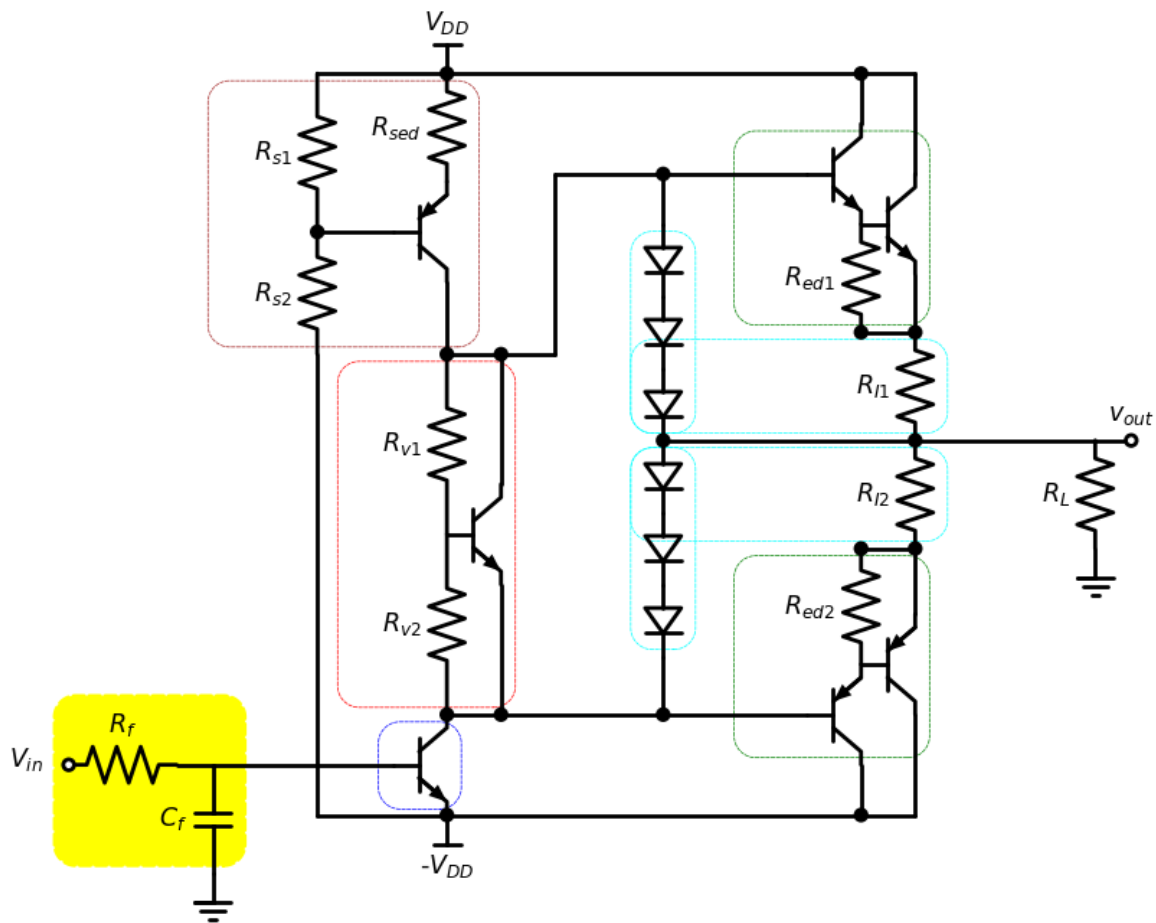 V_DD
R_sed
R_s1
R_s2
R_ed1
R_l1
v_out
R_v1
R_l2
R_L
R_v2
R_ed2
R_f
V_in
C_f
-V_DD